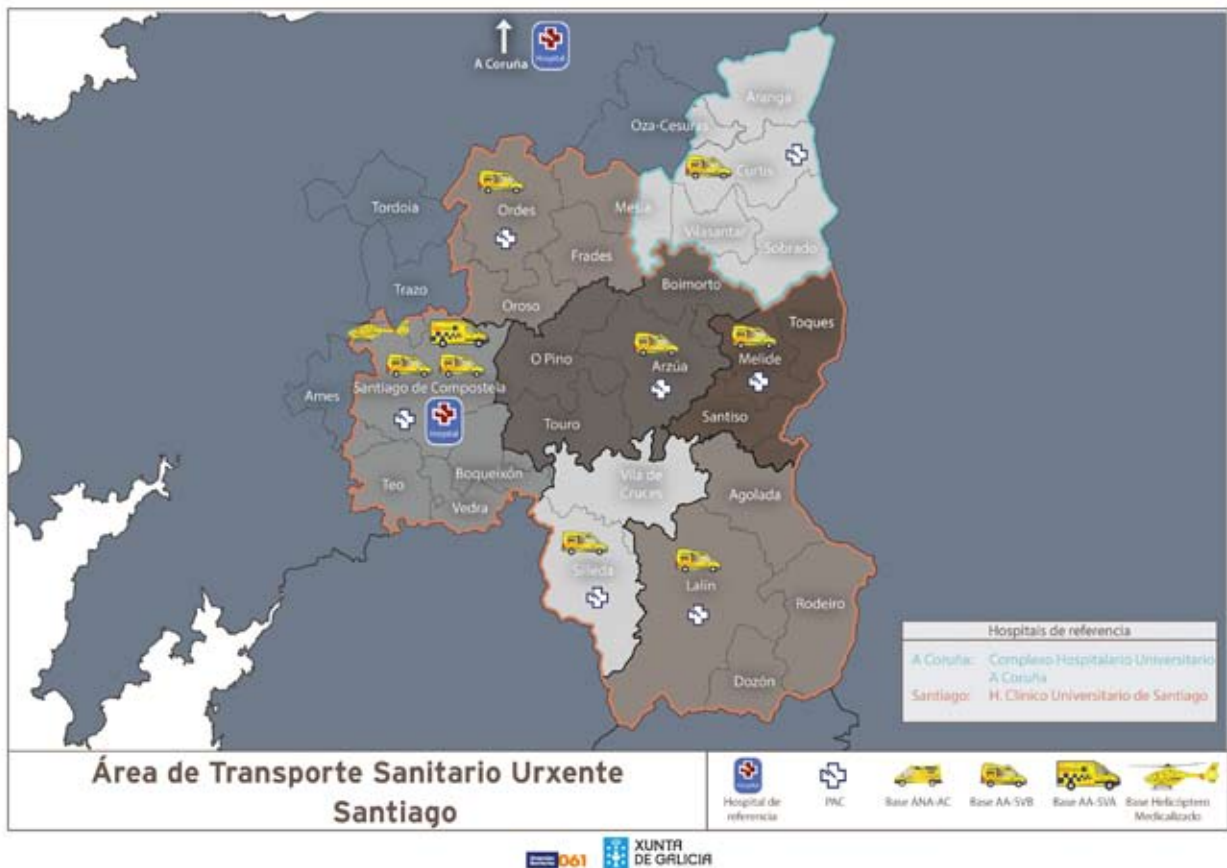 A Coruña
Hospital
Aranga
Oza-Cesuras
Curtis
Tordoia
Ordes
Mesía
Vilasantar
Sobrado
Frades
Boimorto
Trazo
Oroso
Toques
O Pino
Arzúa
Melide
Ames
Santiago de Compostela
Hospital
Touro
Santiso
Boqueixón
Vila de
Cruces
Teo
Agolada
Vedra
Silleda
Lalín
Rodeiro
Dozón
Hospitais de referencia
A Coruña: Complexo Hospitalario Universitario
A Coruña
Santiago: H. Clínico Universitario de Santiago
Área de Transporte Sanitario Urxente
Santiago
Hospital de
referencia
PAC
Base ANA-AC
Base AA-SVB
Base AA-SVA
Base Helicóptero
Medicalizado
061
XUNTA
DE GALICIA